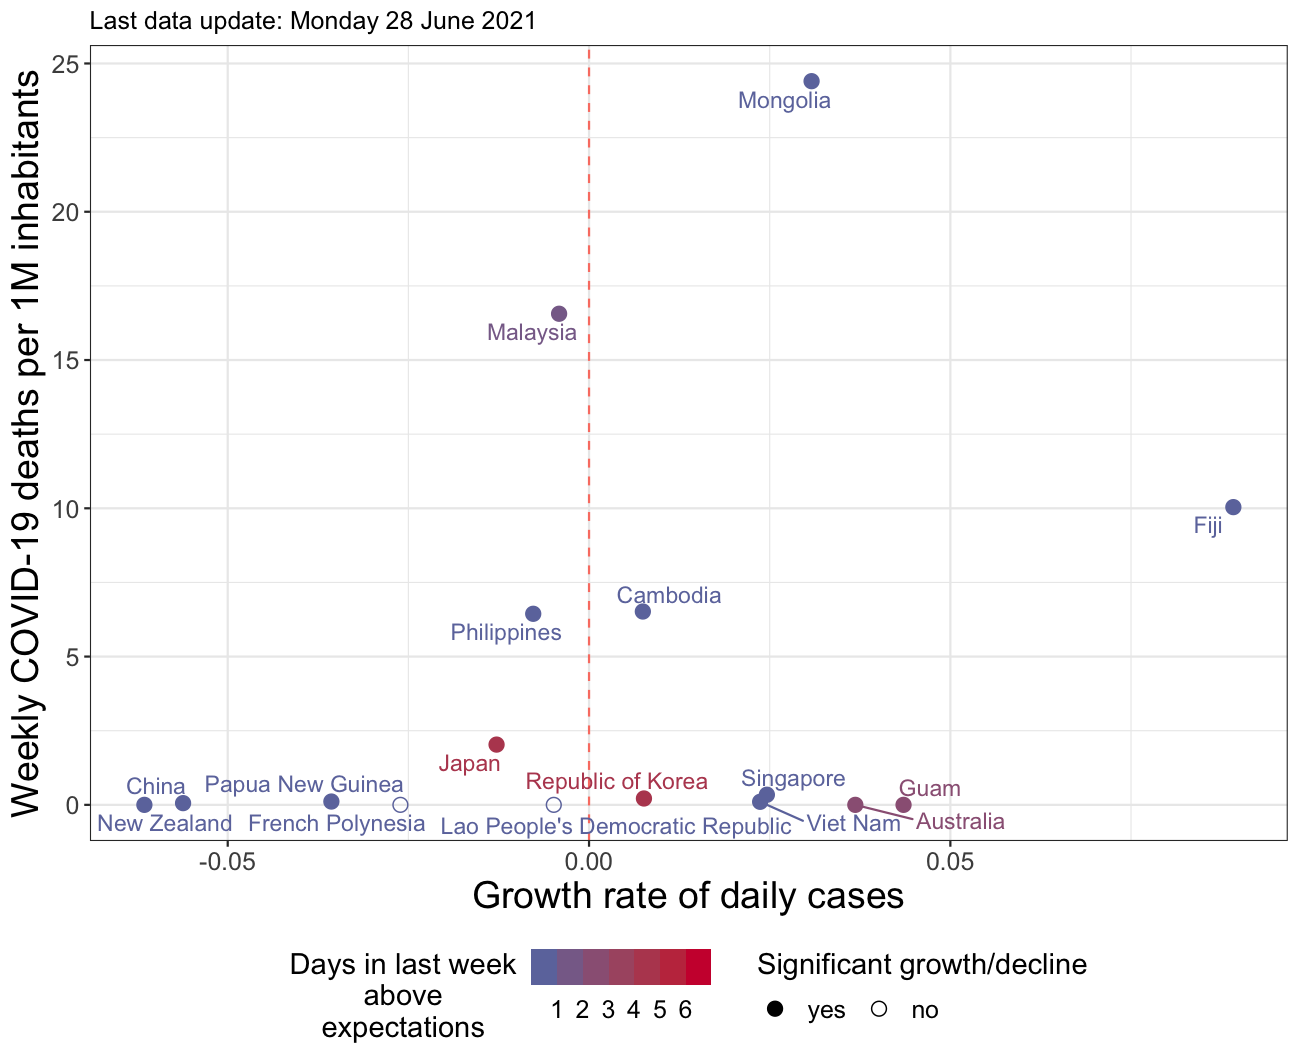 Last data update: Monday 28 June 2021
Weekly COVID-19 deaths per 1M inhabitants
25
20
15
10
5
0
Mongolia
Malaysia
Fiji
Cambodia
Philippines
Japan
Republic of Korea
Singapore
China
Papua New Guinea
Guam
New Zealand
French Polynesia
Lao People's Democratic Republic
Viet Nam
Australia
-0.05
0.00
0.05
Growth rate of daily cases
Days in last week
above
expectations
1 2 3 4 5 6
Significant growth/decline
yes
no